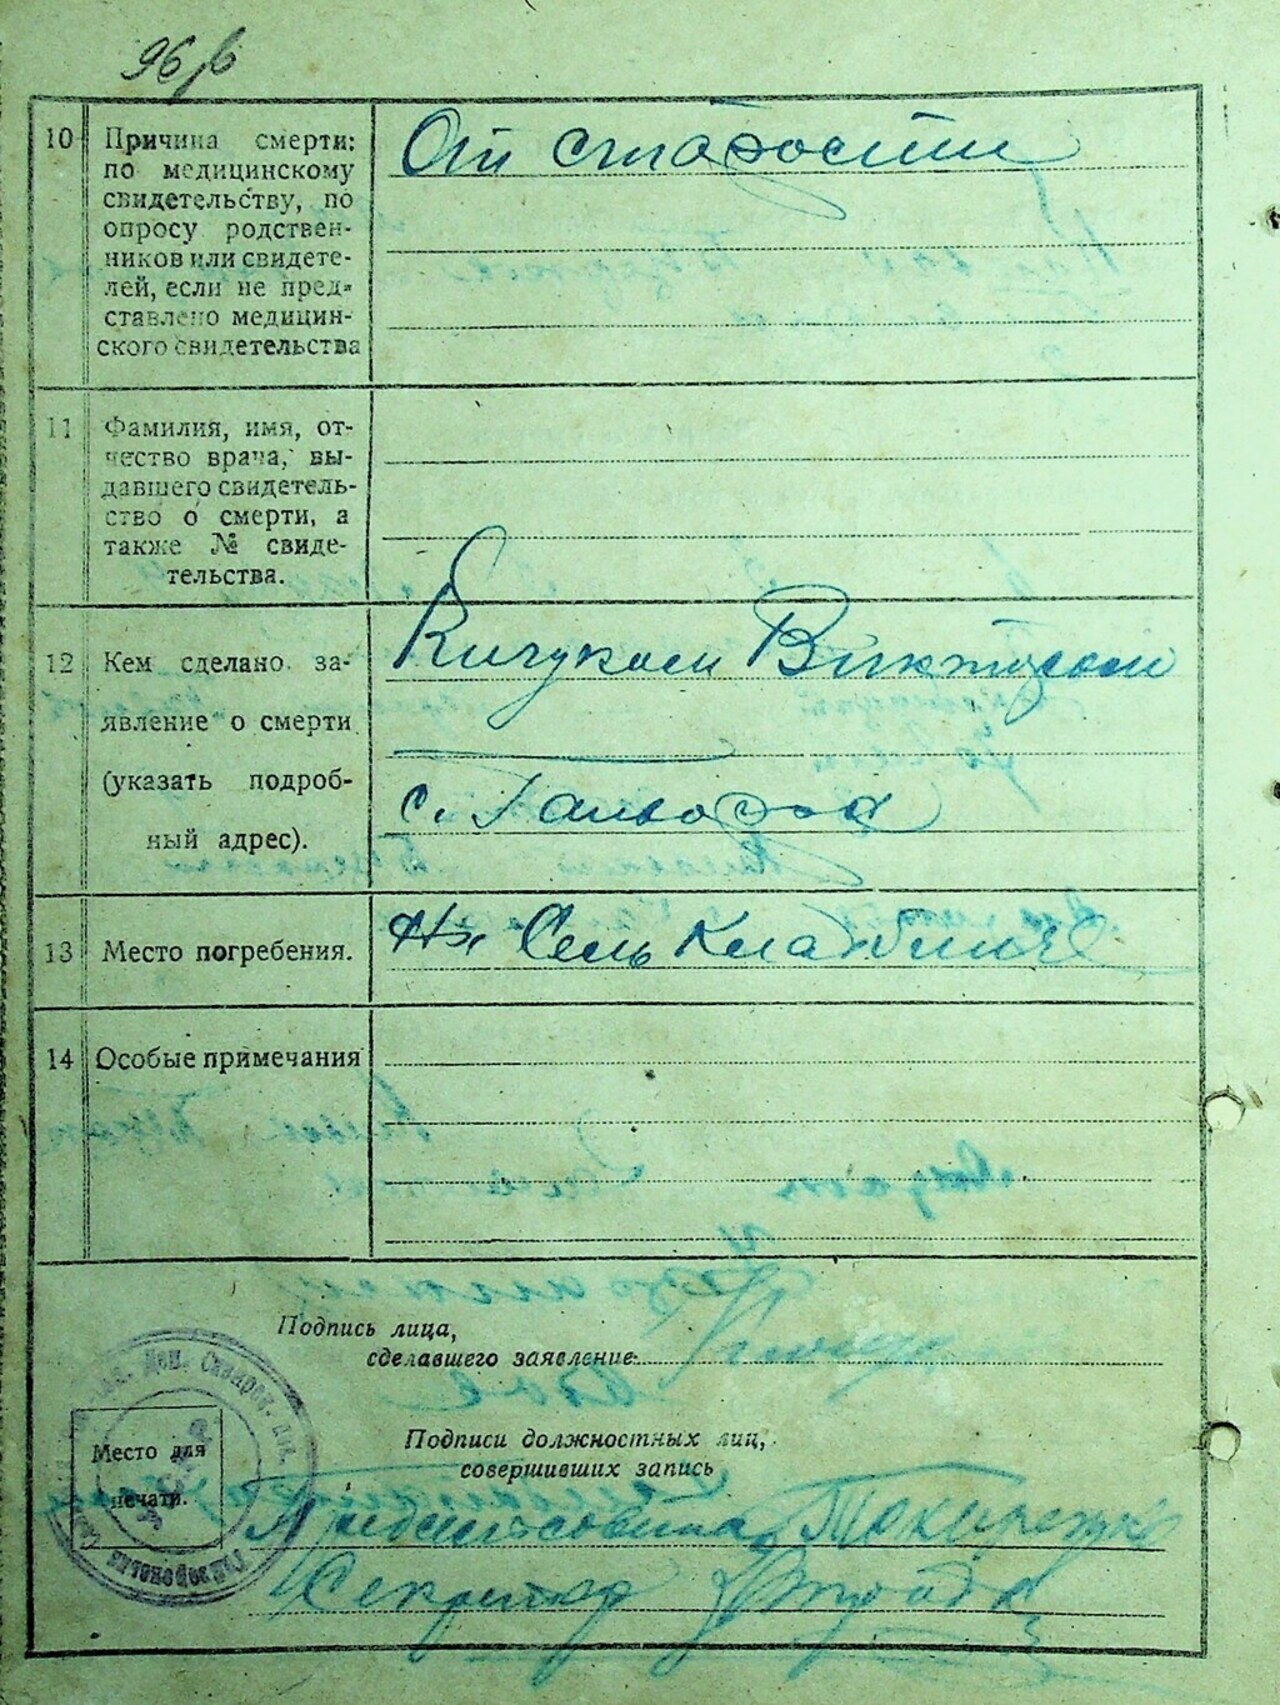 96
10 Причина смерти: От старости
по медицинскому
свидетельству, по
опросу родствен-
ников или свидете-
лей, если не пред-
ставлено медицин-
ского свидетельства
11 Фамилия, имя, от-
чество врача, вы-
давшего свидетель-
ство о смерти, а
также № свиде-
тельства.
12 Кем сделано за-
явление о смерти
(указать подроб- с.
ный адрес).
13 Место погребения. На Сель Кладбище
14 Особые примечания
Подпись лица,
сделавшего заявление
Подписи должностных лиц,
совершивших запись
Место для
печати.
Секретар